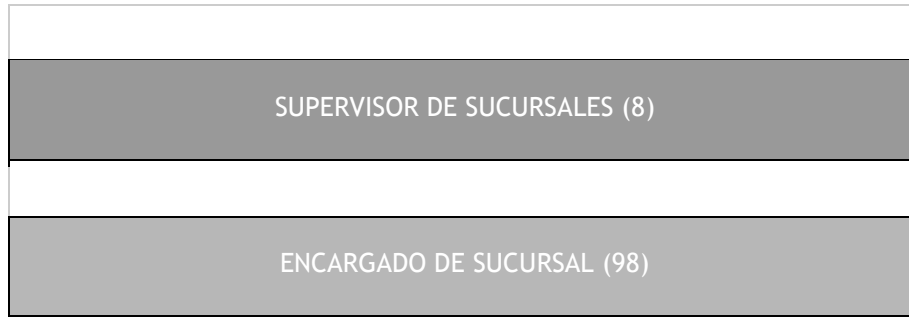 SUPERVISOR DE SUCURSALES (8)
ENCARGADO DE SUCURSAL (98)